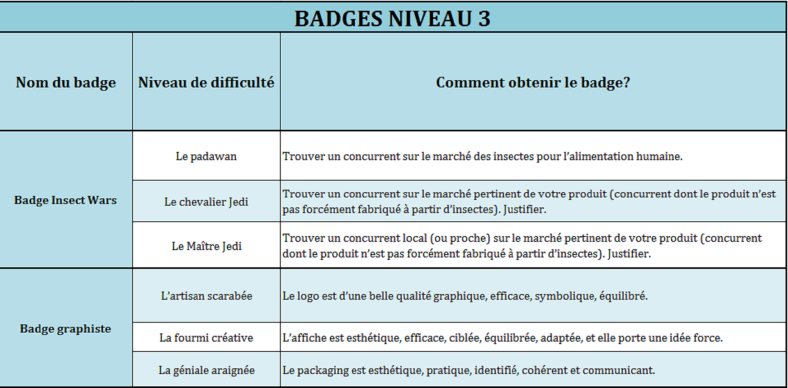 BADGES NIVEAU 3
Nom du badge
Niveau de difficulté
Comment obtenir le badge?
Badge Insect Wars
Le padawan
Trouver un concurrent sur le marché des insectes pour l'alimentation humaine.
Le chevalier Jedi
Trouver un concurrent sur le marché pertinent de votre produit (concurrent dont le produit n'est
pas forcément fabriqué à partir d'insectes). Justifier.
Le Maître Jedi
Trouver un concurrent local (ou proche) sur le marché pertinent de votre produit (concurrent
dont le produit n'est pas forcément fabriqué à partir d'insectes). Justifier.
Badge graphiste
L'artisan scarabée
Le logo est d'une belle qualité graphique, efficace, symbolique, équilibré.
La fourmi créative
L'affiche est esthétique, efficace, ciblée, équilibrée, adaptée, et elle porte une idée force.
La géniale araignée
Le packaging est esthétique, pratique, identifié, cohérent et communicant.